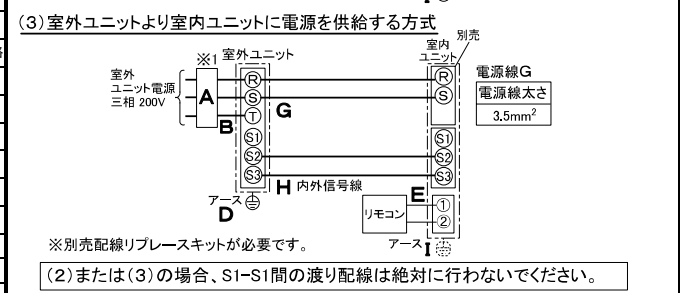 (3)室外ユニットより室内ユニットに電源を供給する方式
別売
※1 室外ユニット
室内
ユニット
室外
ユニット電源
三相 200V
A
B
R
S
T
S1
S2
S3
G
H 内外信号線
R
S
S1
S2
S3
電源線G
電源線太さ
3.5mm²
アース
D
リモコン
E
①
②
アース I
※別売配線リプレースキットが必要です。
(2)または(3)の場合、S1-S1間の渡り配線は絶対に行わないでください。